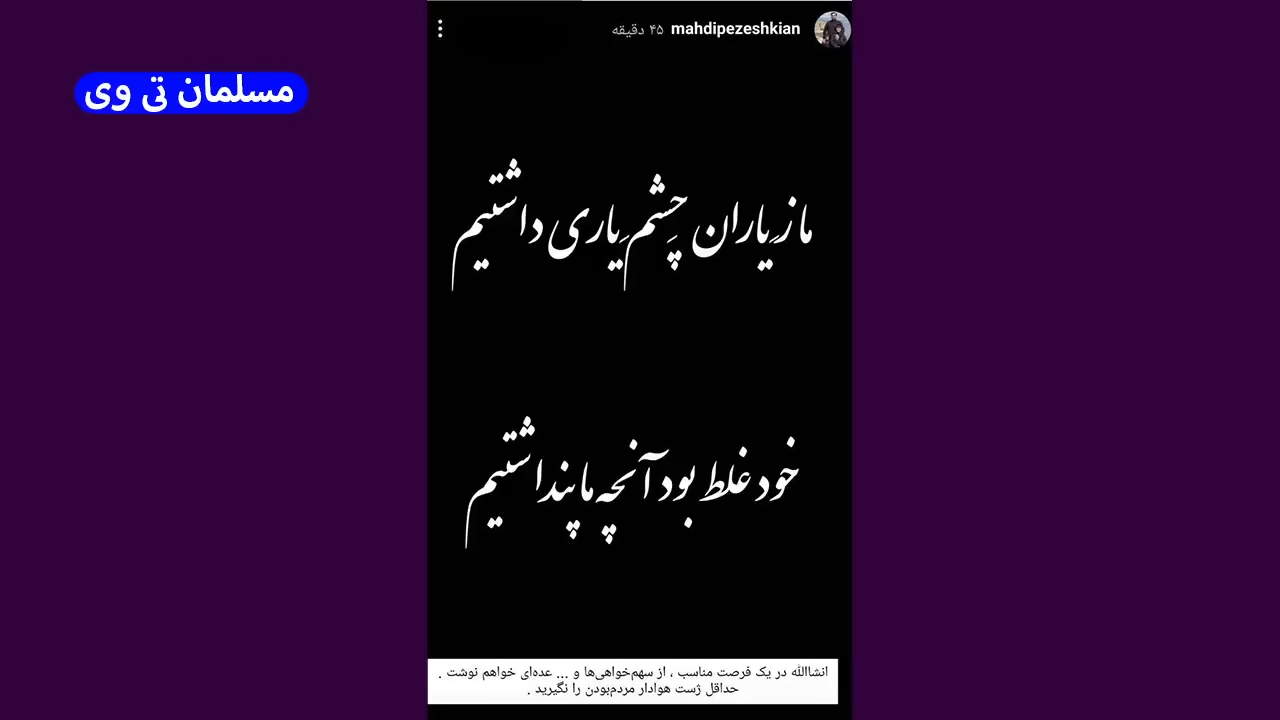 mahdipezeshkian ۴۵ دقیقه
مسلمان تی وی
ما ز یاران چشم یاری داشتیم
خود غلط بود آنچه ما پنداشتیم
انشاالله در یک فرصت مناسب ، از سهم‌خواهی‌ها و ... عده‌ای خواهم نوشت .
حداقل ژست هوادار مردم‌بودن را نگیرید .